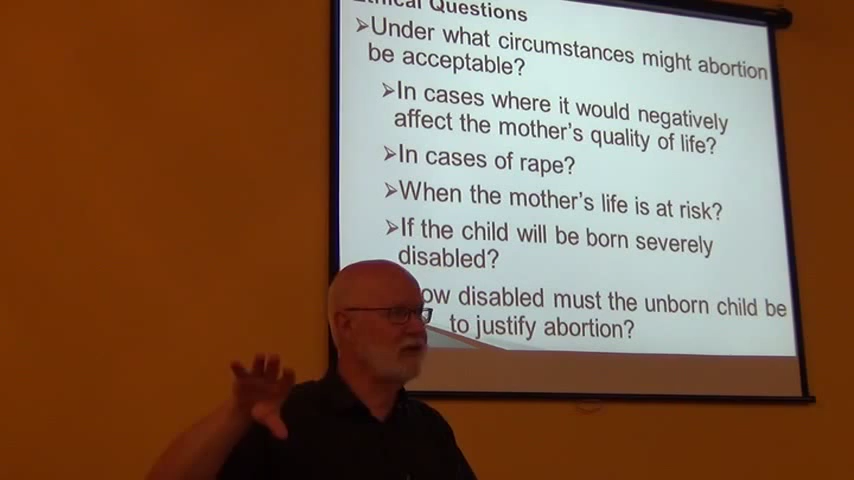 Ethical Questions
➢Under what circumstances might abortion
be acceptable?
➢In cases where it would negatively
affect the mother's quality of life?
➢In cases of rape?
➢When the mother's life is at risk?
➢If the child will be born severely
disabled?
disabled must the unborn child be
to justify abortion?